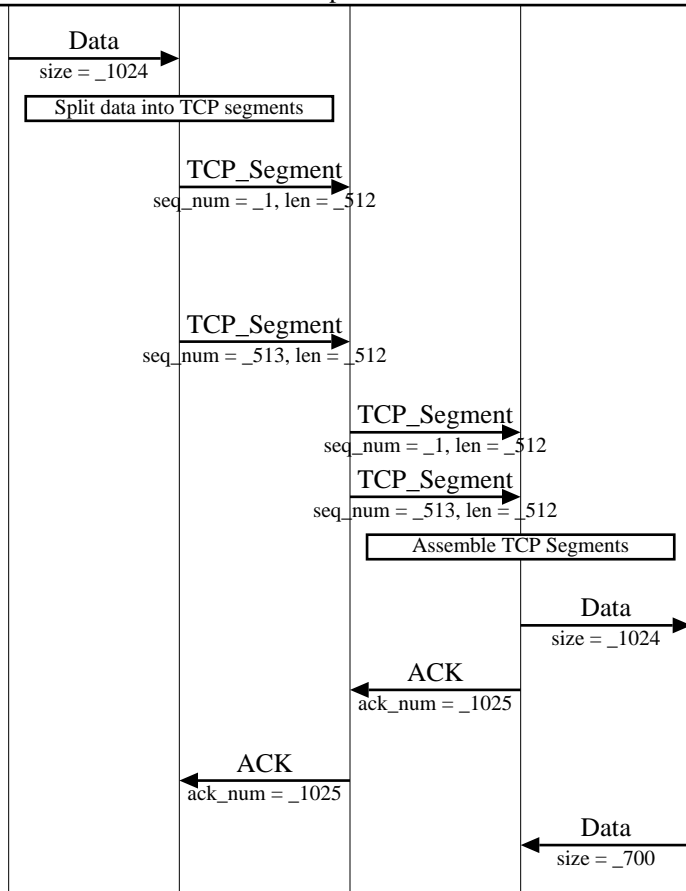 Data
size = _1024
Split data into TCP segments
TCP_Segment
seq_num = _1, len = _512
TCP_Segment
seq_num = _513, len = _512
TCP_Segment
seq_num = _1, len = _512
TCP_Segment
seq_num = _513, len = _512
Assemble TCP Segments
Data
size = _1024
ACK
ack_num = _1025
ACK
ack_num = _1025
Data
size = _700